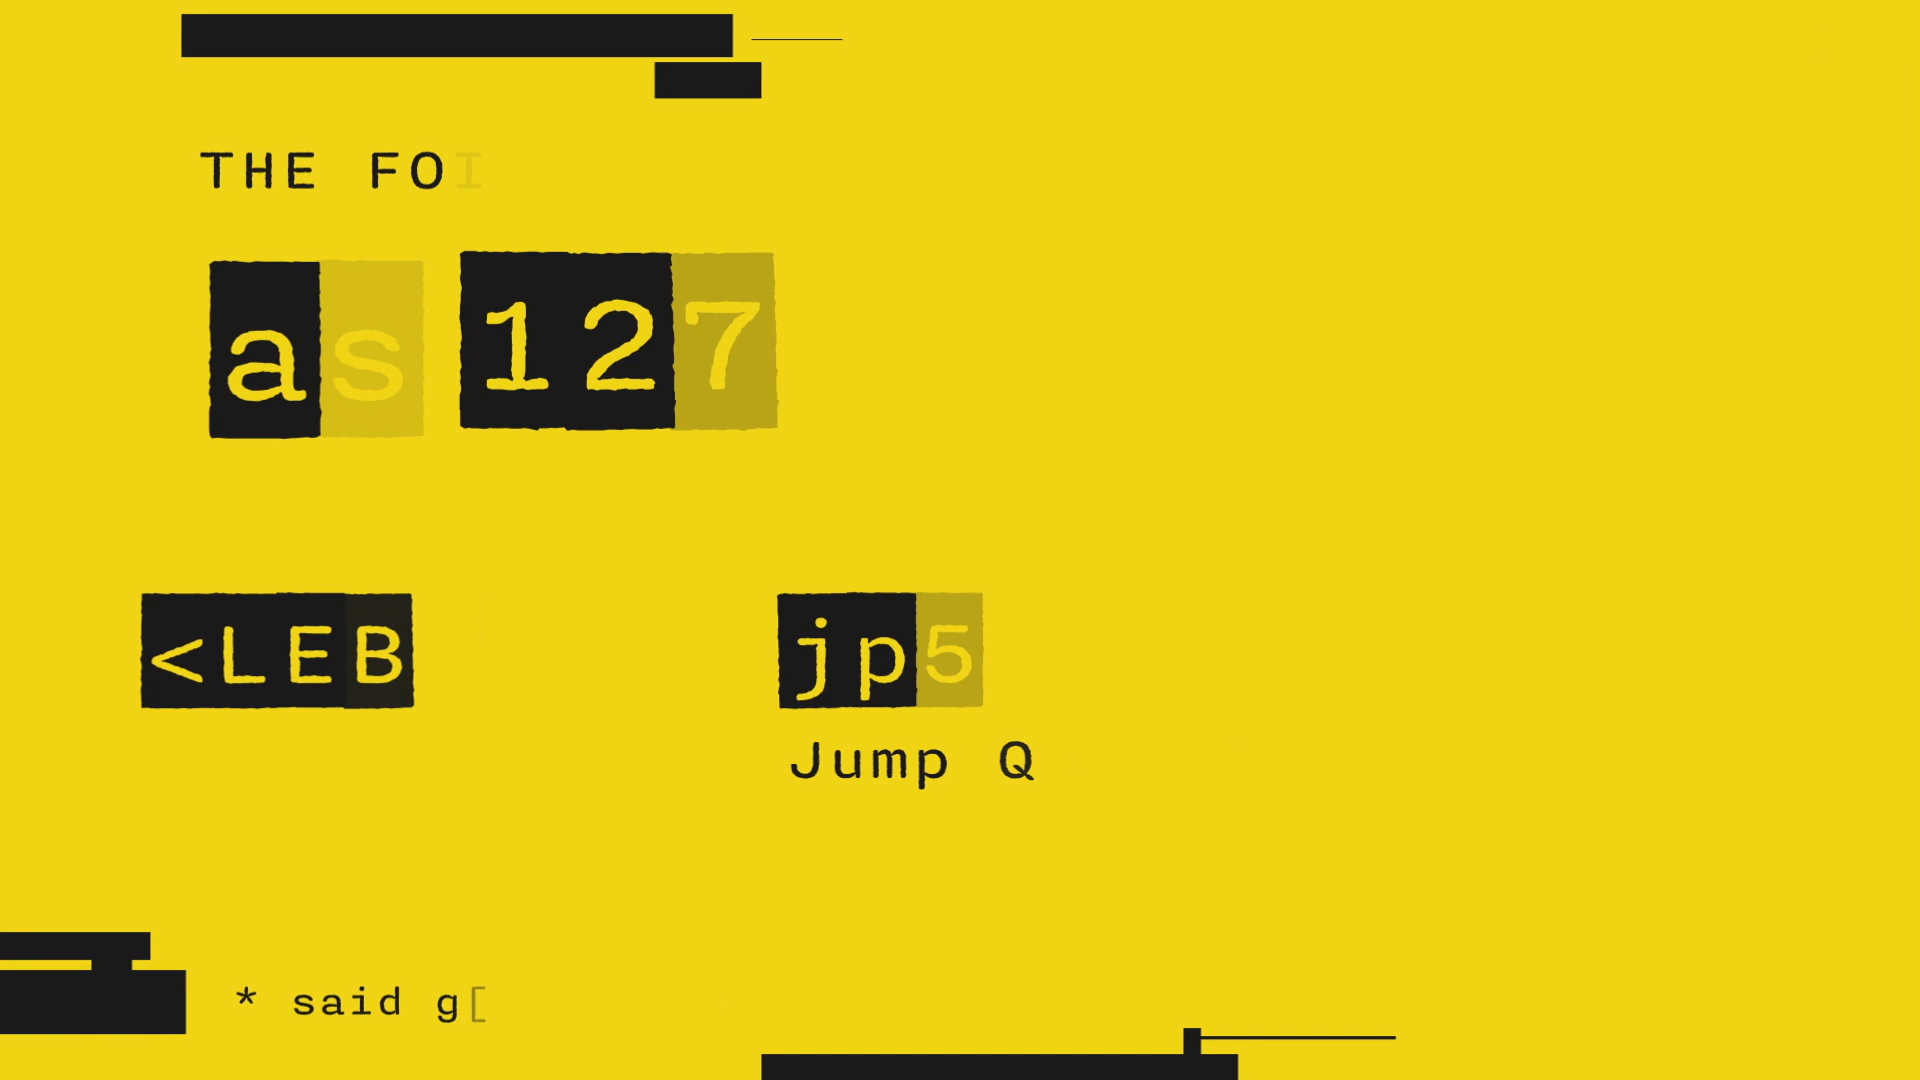 THE FOI
as 127
<LEB
jp5
Jump Q
* said g[